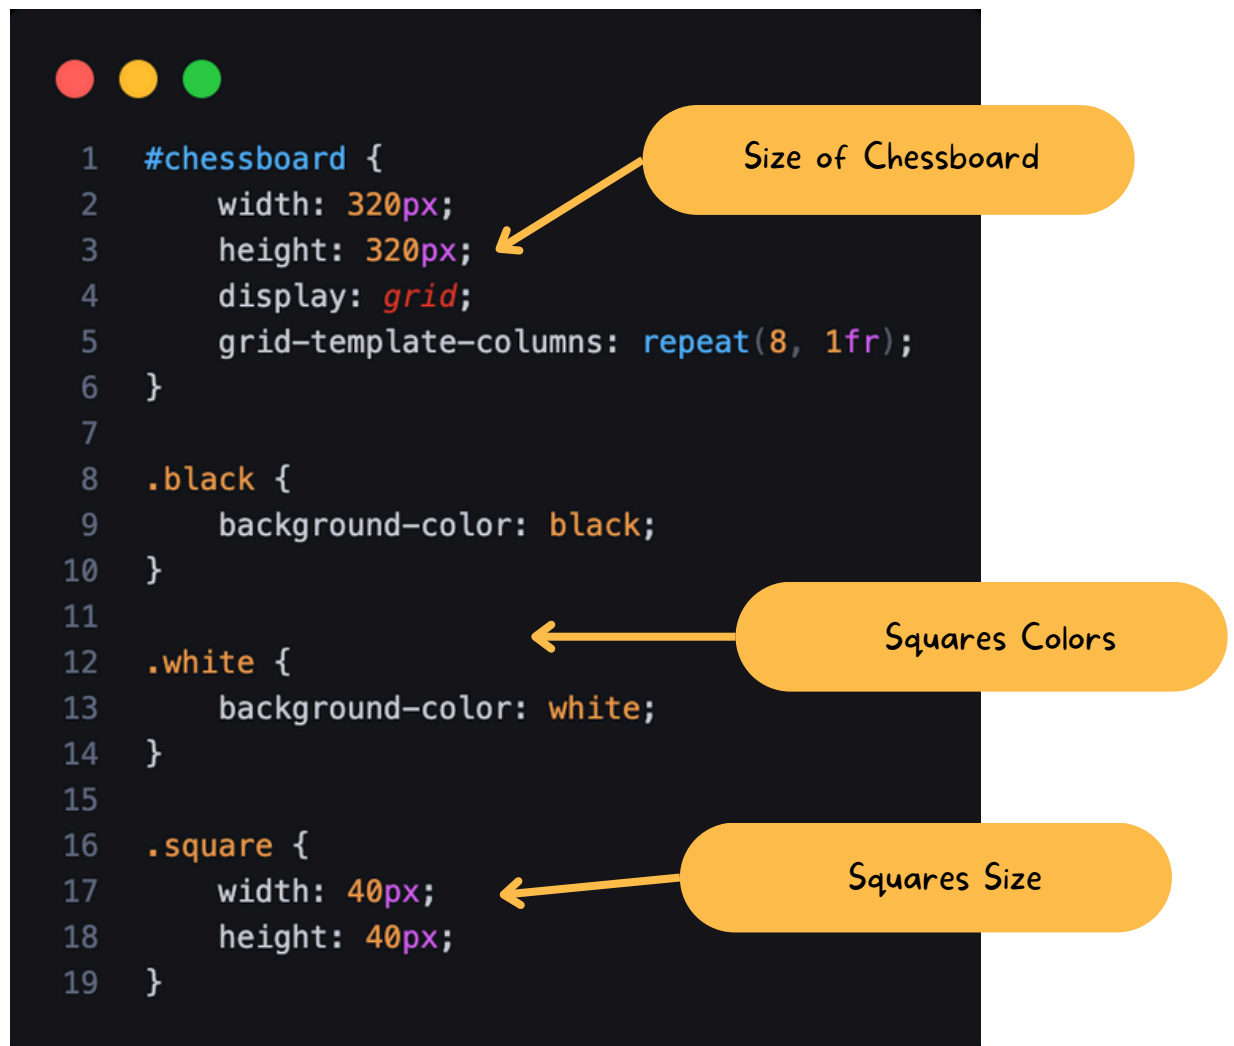 1 #chessboard {
2     width: 320px;
3     height: 320px;
4     display: grid;
5     grid-template-columns: repeat(8, 1fr);
6 }
7
8 .black {
9     background-color: black;
10 }
11
12 .white {
13     background-color: white;
14 }
15
16 .square {
17     width: 40px;
18     height: 40px;
19 }
Size of Chessboard
Squares Colors
Squares Size